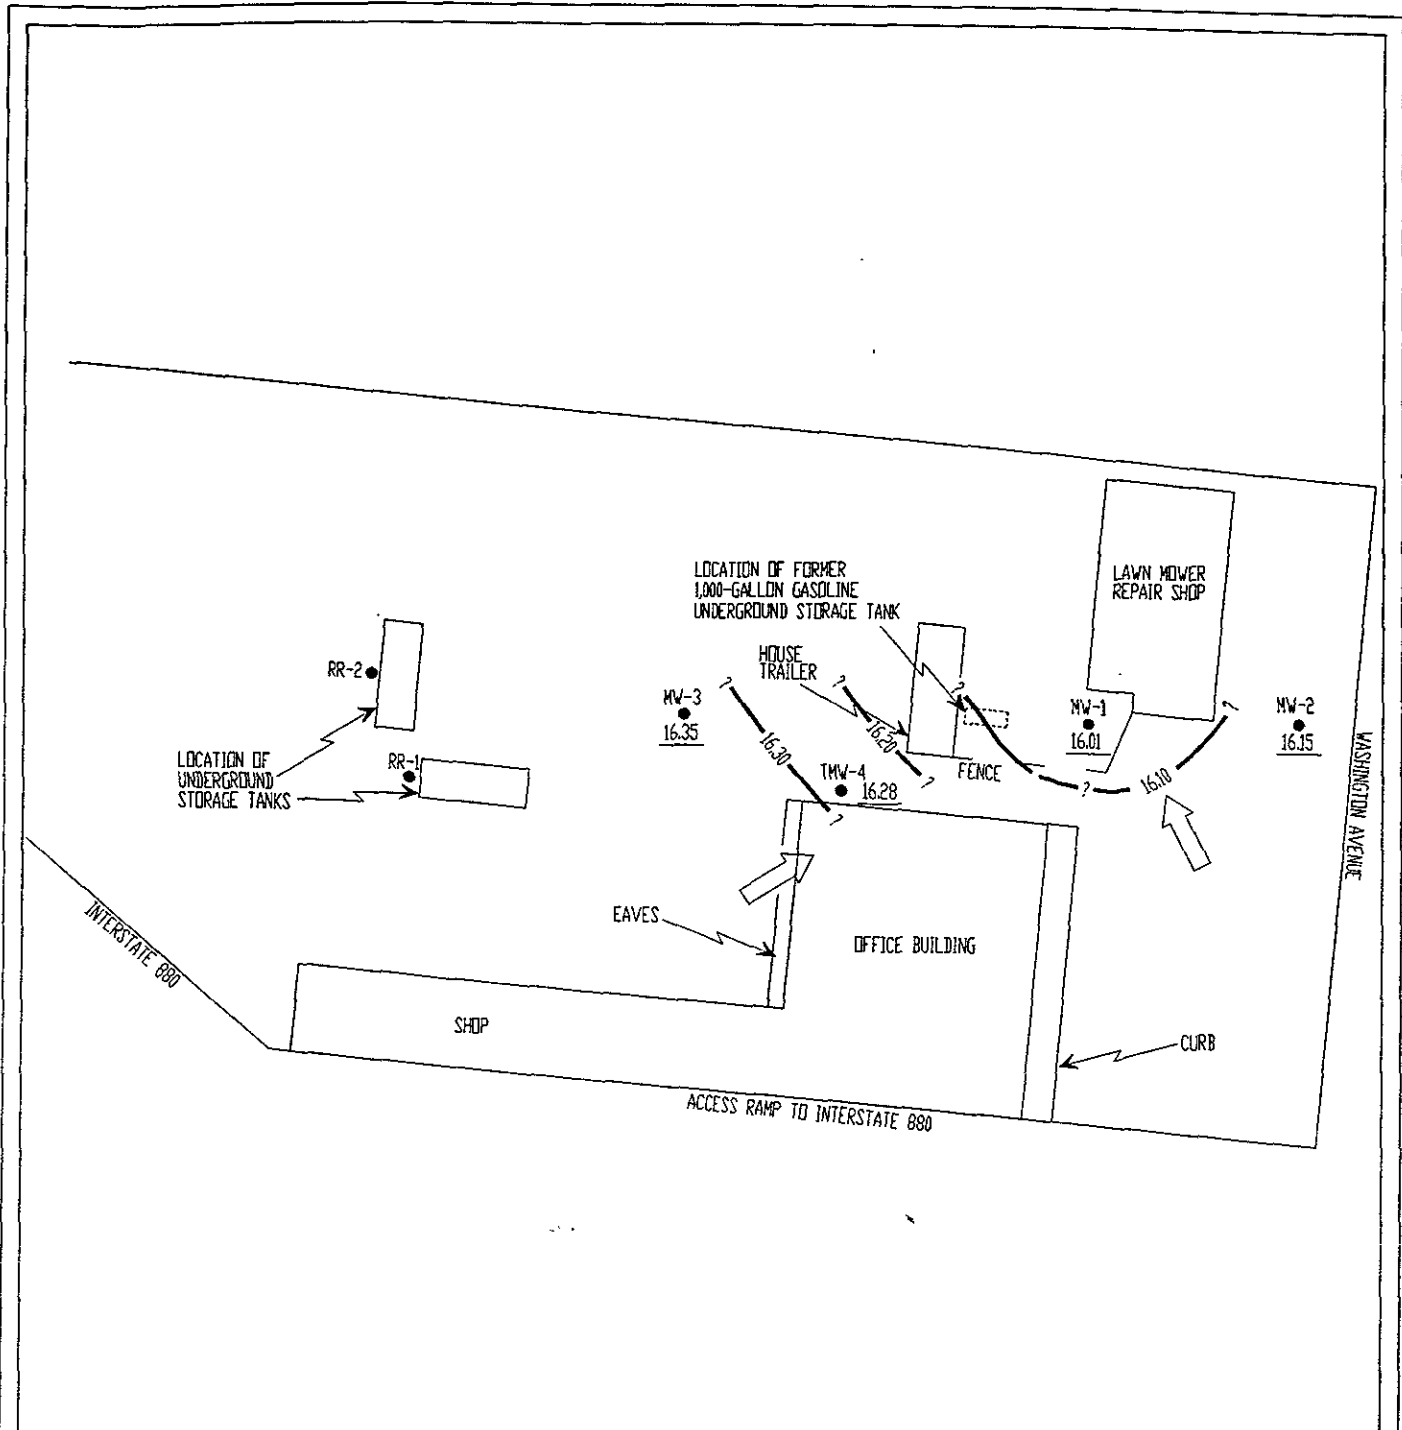 LOCATION OF FORMER
1,000-GALLON GASOLINE
UNDERGROUND STORAGE TANK
LAWN MOWER
REPAIR SHOP
HOUSE
TRAILER
RR-2
?
?
?
MW-3
16.35
MW-1
16.01
?
MW-2
16.15
16.30
16.20
LOCATION OF
UNDERGROUND
STORAGE TANKS
RR-1
TMW-4
16.28
?
FENCE
?
16.10
?
WASHINGTON AVENUE
EAVES
OFFICE BUILDING
INTERSTATE 880
SHOP
CURB
ACCESS RAMP TO INTERSTATE 880